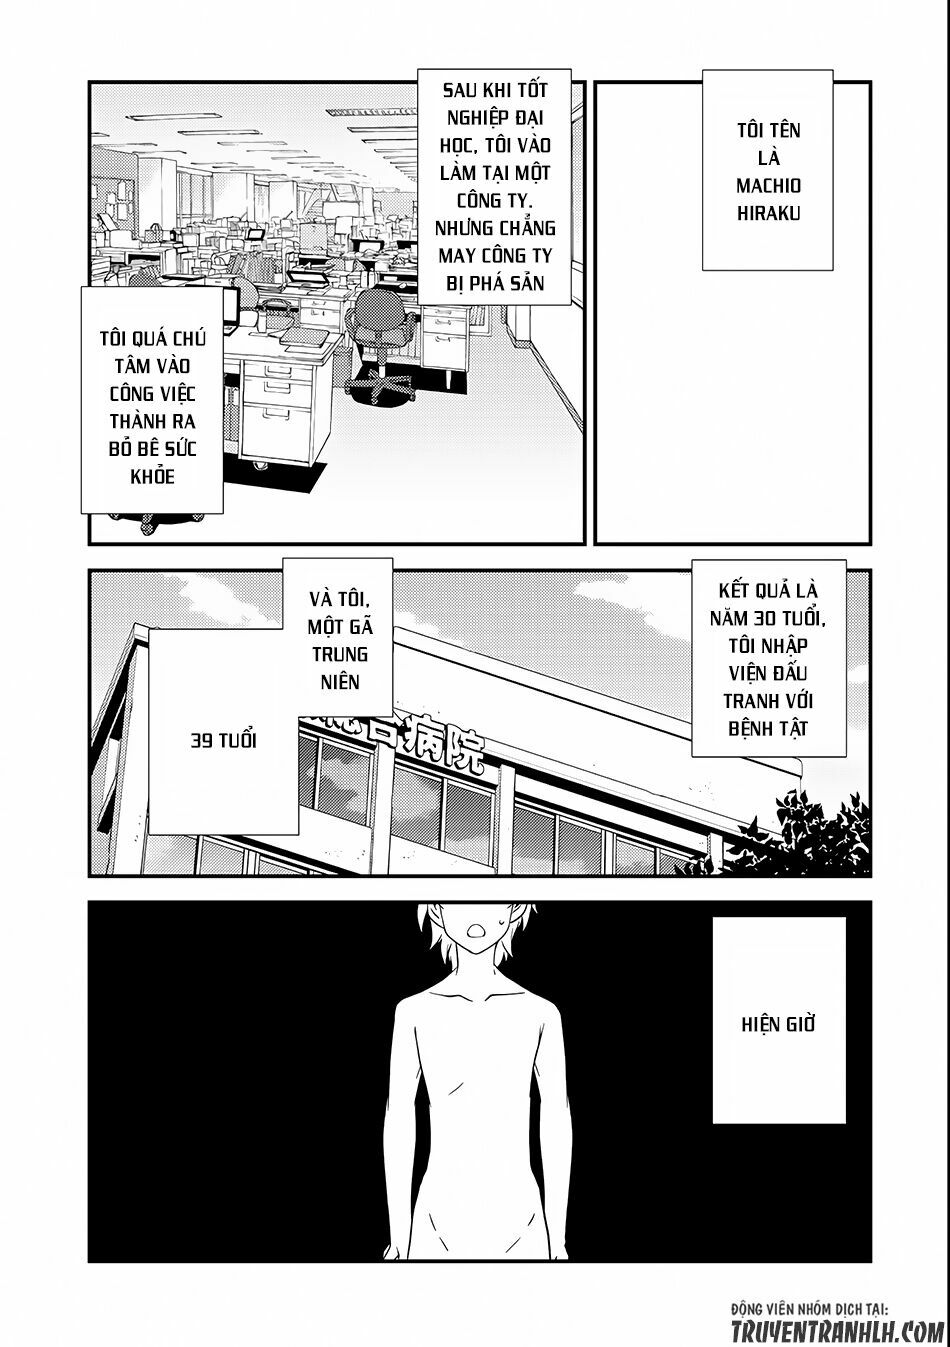 TÔI TÊN
LÀ
MACHIO
HIRAKU
SAU KHI TỐT
NGHIỆP ĐẠI
HỌC, TÔI VÀO
LÀM TẠI MỘT
CÔNG TY.
NHƯNG CHẲNG
MAY CÔNG TY
BỊ PHÁ SẢN
TÔI QUÁ CHÚ
TÂM VÀO
CÔNG VIỆC
THÀNH RA
BỎ BÊ SỨC
KHỎE
KẾT QUẢ LÀ
NĂM 30 TUỔI,
TÔI NHẬP
VIỆN ĐẤU
TRANH VỚI
BỆNH TẬT
VÀ TÔI,
MỘT GÃ
TRUNG
NIÊN
39 TUỔI
合病院
HIỆN GIỜ
ĐỘNG VIÊN NHÓM DỊCH TẠI:
TRUYENTRANHLH.COM